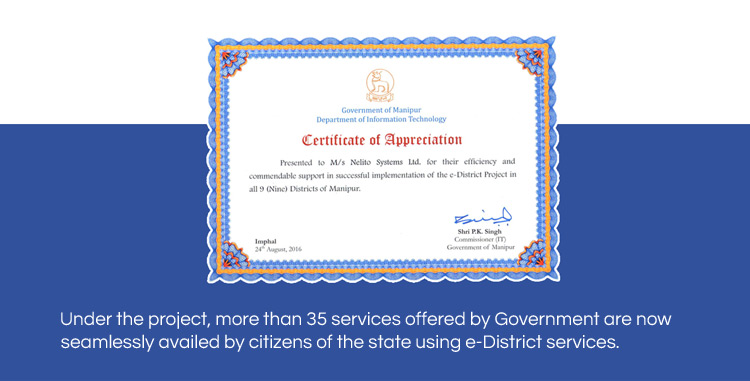 Government of Manipur
Department of Information Technology
Certificate of Appreciation
Presented to M/s Nelito Systems Ltd. for their efficiency and
commendable support in successful implementation of the e-District Project in
all 9 (Nine) Districts of Manipur.
Shri P.K. Singh
Commissioner (IT)
Government of Manipur
Imphal
24th August, 2016
Under the project, more than 35 services offered by Government are now
seamlessly availed by citizens of the state using e-District services.